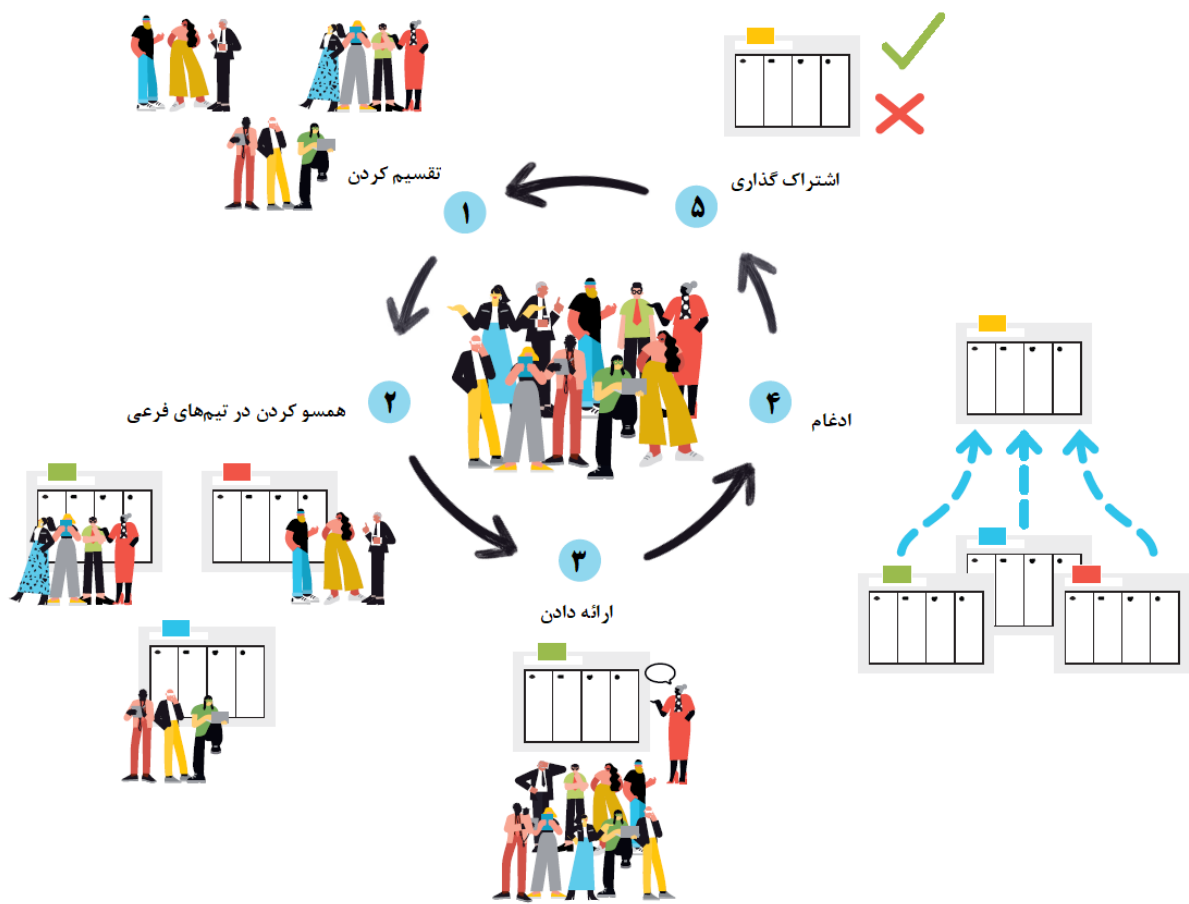 تقسیم کردن
۱
همسو کردن در تیم‌های فرعی
۲
۳
ارائه دادن
۴
ادغام
۵
اشتراک گذاری